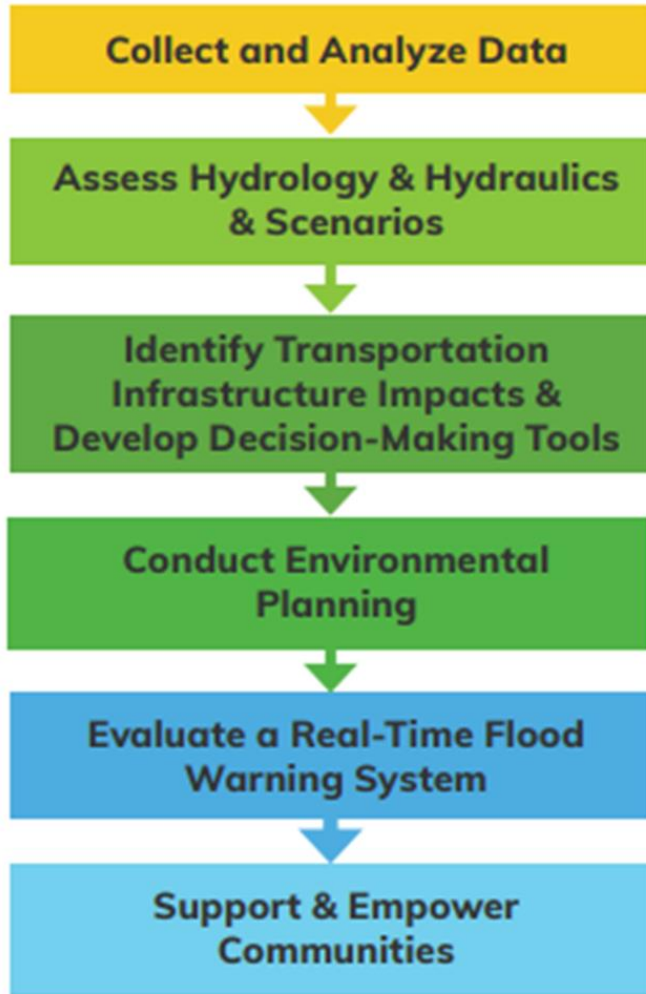 Collect and Analyze Data
Assess Hydrology & Hydraulics
& Scenarios
Identify Transportation
Infrastructure Impacts &
Develop Decision-Making Tools
Conduct Environmental
Planning
Evaluate a Real-Time Flood
Warning System
Support & Empower
Communities